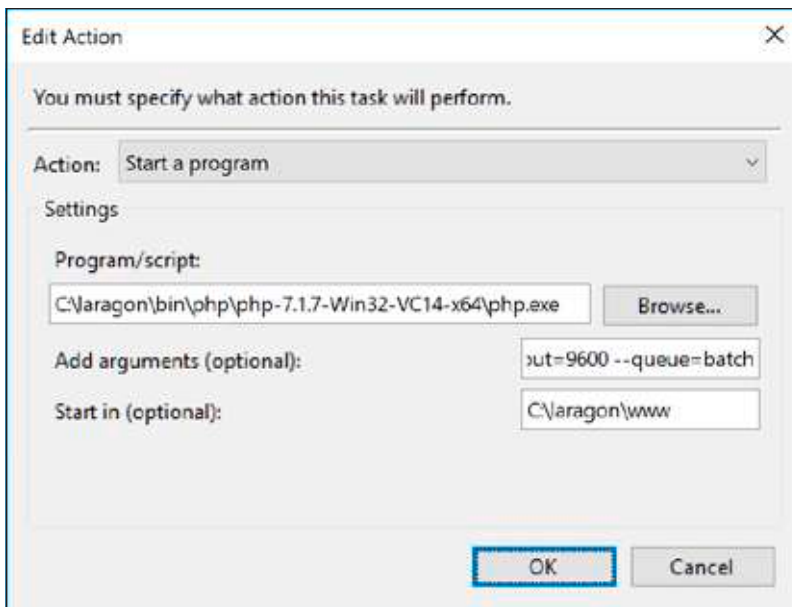 Edit Action
You must specify what action this task will perform.
Action: Start a program
Settings
Program/script:
C:\laragon\bin\php\php-7.1.7-Win32-VC14-x64\php.exe Browse...
Add arguments (optional): out=9600 --queue=batch
Start in (optional): C:\laragon\www
OK Cancel